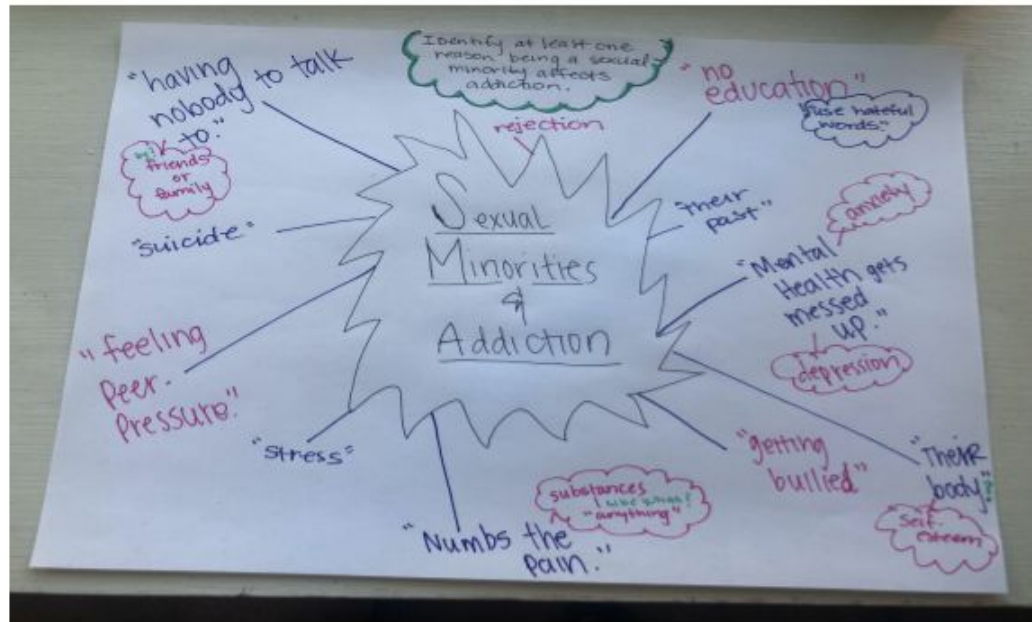 Identify at least one
reason being a sexual
minority affects
addiction.
"having
nobody to talk
to."
friends
or
family
"suicide"
"feeling
peer-
pressure."
"stress"
"Numbs the
pain."
substances
like what?
"anything"
rejection
Sexual
Minorities
&
Addiction
"no
education"
"use hateful
words."
"their
past"
anxiety
"Mental
Health gets
messed
up."
depression
"getting
bullied"
"Their
body"?
Self-
esteem